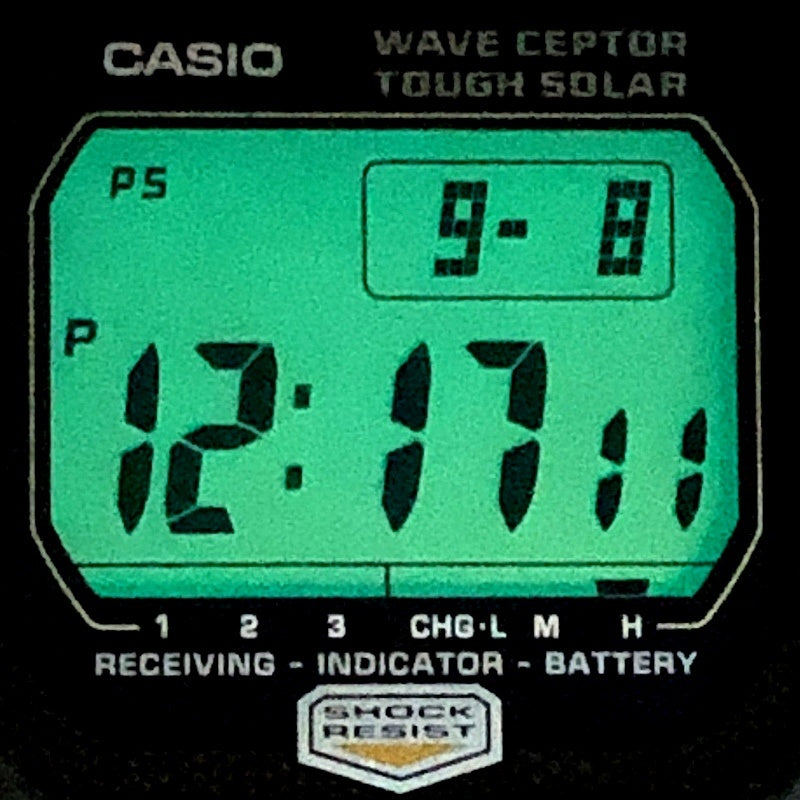 CASIO
WAVE CEPTOR
TOUGH SOLAR
PS
9- 8
P
12:17 11
1 2 3 CHG·L M H
RECEIVING - INDICATOR - BATTERY
SHOCK
RESIST